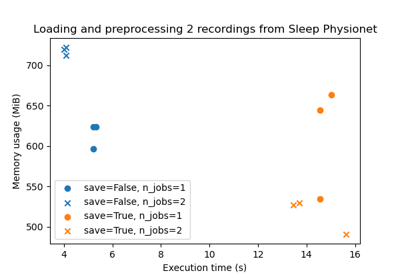 Loading and preprocessing 2 recordings from Sleep Physionet
700
650
600
550
500
Memory usage (MiB)
save=False, n_jobs=1
save=False, n_jobs=2
save=True, n_jobs=1
save=True, n_jobs=2
4 6 8 10 12 14 16
Execution time (s)